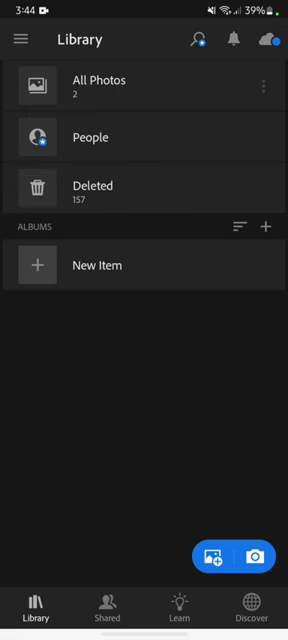 3:44
39%
Library
All Photos
2
People
Deleted
157
ALBUMS
New Item
Library
Shared
Learn
Discover